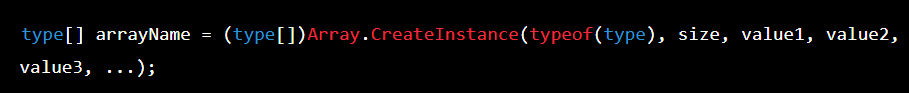 type[] arrayName = (type[])Array.CreateInstance(typeof(type), size, value1, value2,
value3, ...);